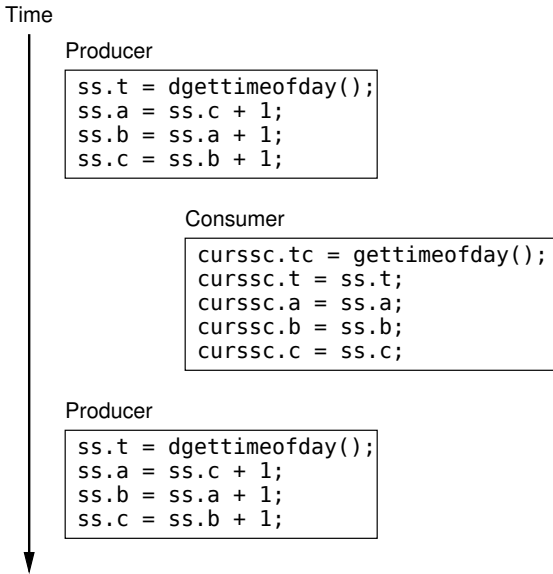 Time
Producer
ss.t = dgettimeofday();
ss.a = ss.c + 1;
ss.b = ss.a + 1;
ss.c = ss.b + 1;
Consumer
curssc.tc = gettimeofday();
curssc.t = ss.t;
curssc.a = ss.a;
curssc.b = ss.b;
curssc.c = ss.c;
Producer
ss.t = dgettimeofday();
ss.a = ss.c + 1;
ss.b = ss.a + 1;
ss.c = ss.b + 1;